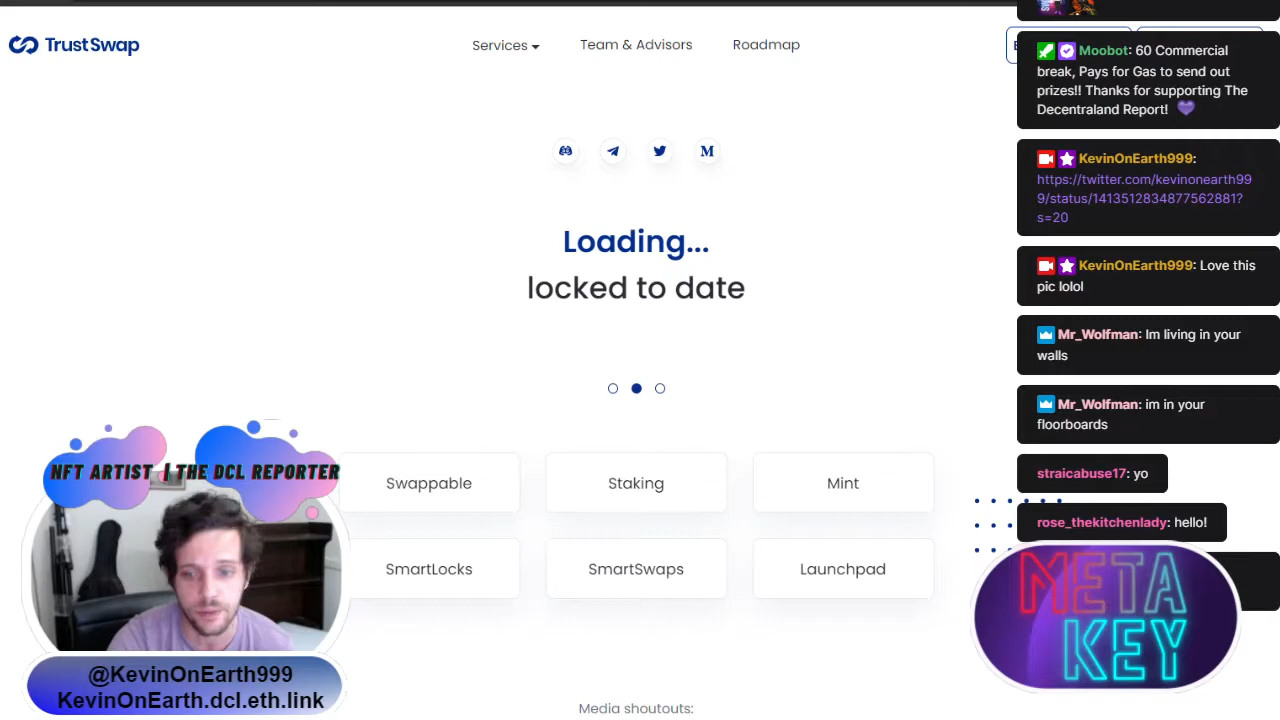 TrustSwap
Services
Team & Advisors
Roadmap
M
Loading...
locked to date
Swappable
Staking
Mint
SmartLocks
SmartSwaps
Launchpad
Media shoutouts:
Moobot: 60 Commercial
break, Pays for Gas to send out
prizes!! Thanks for supporting The
Decentraland Report!
KevinOnEarth999:
https://twitter.com/kevinonearth99
9/status/1413512834877562881?
s=20
KevinOnEarth999: Love this
pic lolol
Mr_Wolfman: Im living in your
walls
Mr_Wolfman: im in your
floorboards
straicabuse17: yo
rose_thekitchenlady: hello!
NFT ARTIST | THE DCL REPORTER
@KevinOnEarth999
KevinOnEarth.dcl.eth.link
META
KEY